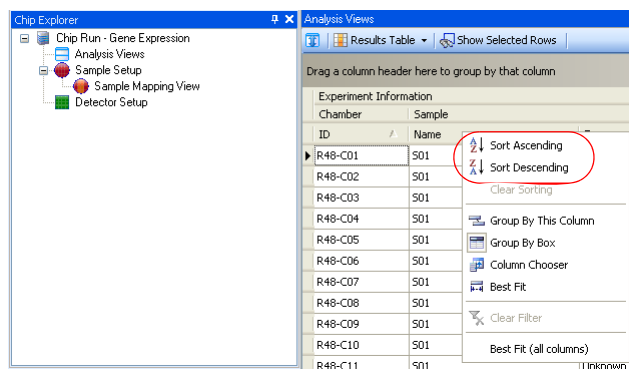 Chip Explorer
Chip Run - Gene Expression
Analysis Views
Sample Setup
Sample Mapping View
Detector Setup
Analysis Views
Results Table Show Selected Rows
Drag a column header here to group by that column
Experiment Information
Chamber Sample
ID Name
R48-C01 S01
R48-C02 S01
R48-C03 S01
R48-C04 S01
R48-C05 S01
R48-C06 S01
R48-C07 S01
R48-C08 S01
R48-C09 S01
R48-C10 S01
R48-C11 S01 Unknown
Sort Ascending
Sort Descending
Clear Sorting
Group By This Column
Group By Box
Column Chooser
Best Fit
Clear Filter
Best Fit (all columns)